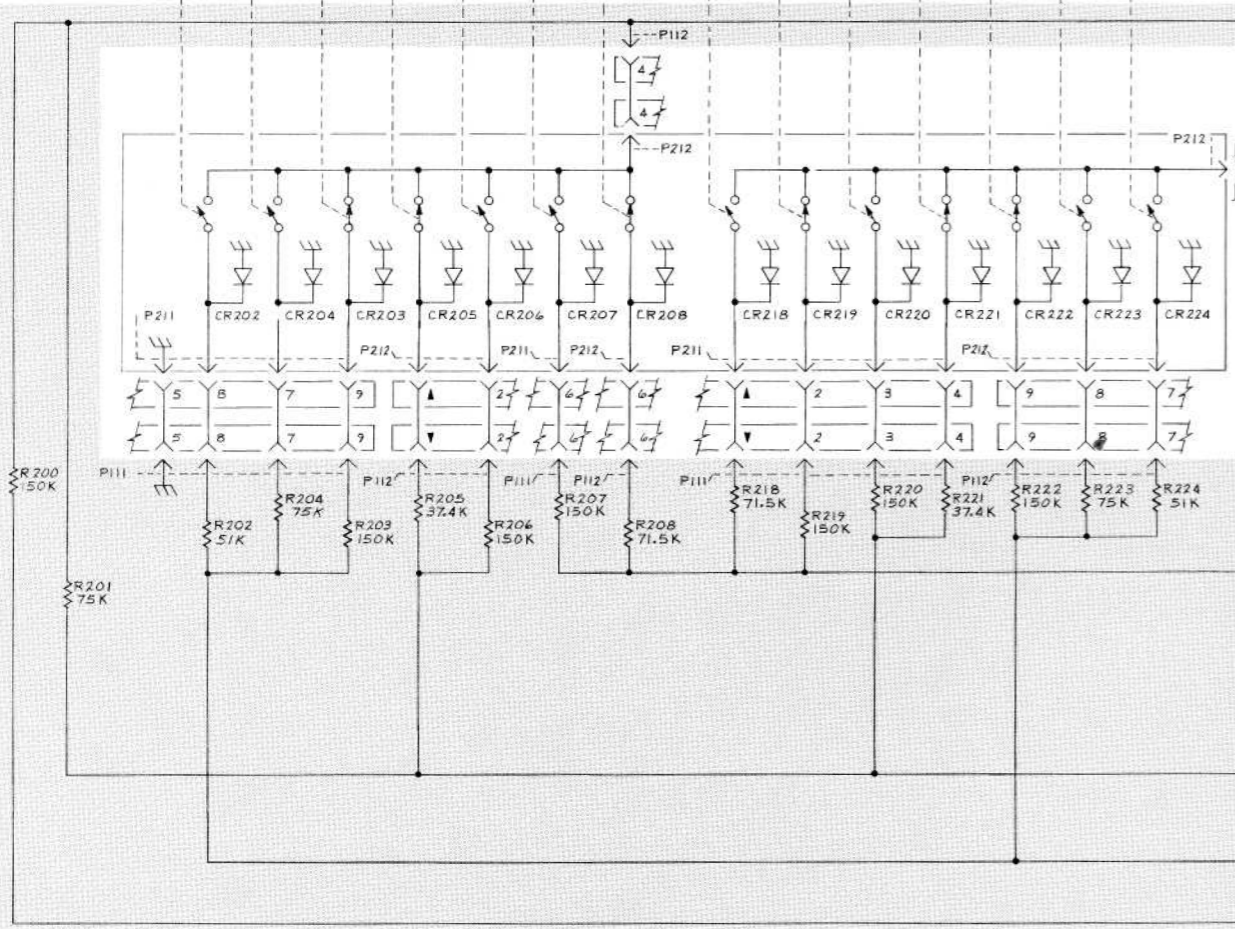 P112
4
4
P212
P212
P211
CR202
CR204
CR203
CR205
CR206
CR207
CR208
CR218
CR219
CR220
CR221
CR222
CR223
CR224
P212
P211
P212
P211
P212
5
8
7
9
2
6
6
2
3
4
9
8
7
5
8
7
9
2
6
6
2
3
4
9
8
7
P111
P112
P111
P112
P111
P112
R200
150K
R202
51K
R204
75K
R203
150K
R205
37.4K
R206
150K
R207
150K
R208
71.5K
R218
71.5K
R219
150K
R220
150K
R221
37.4K
R222
150K
R223
75K
R224
51K
R201
75K